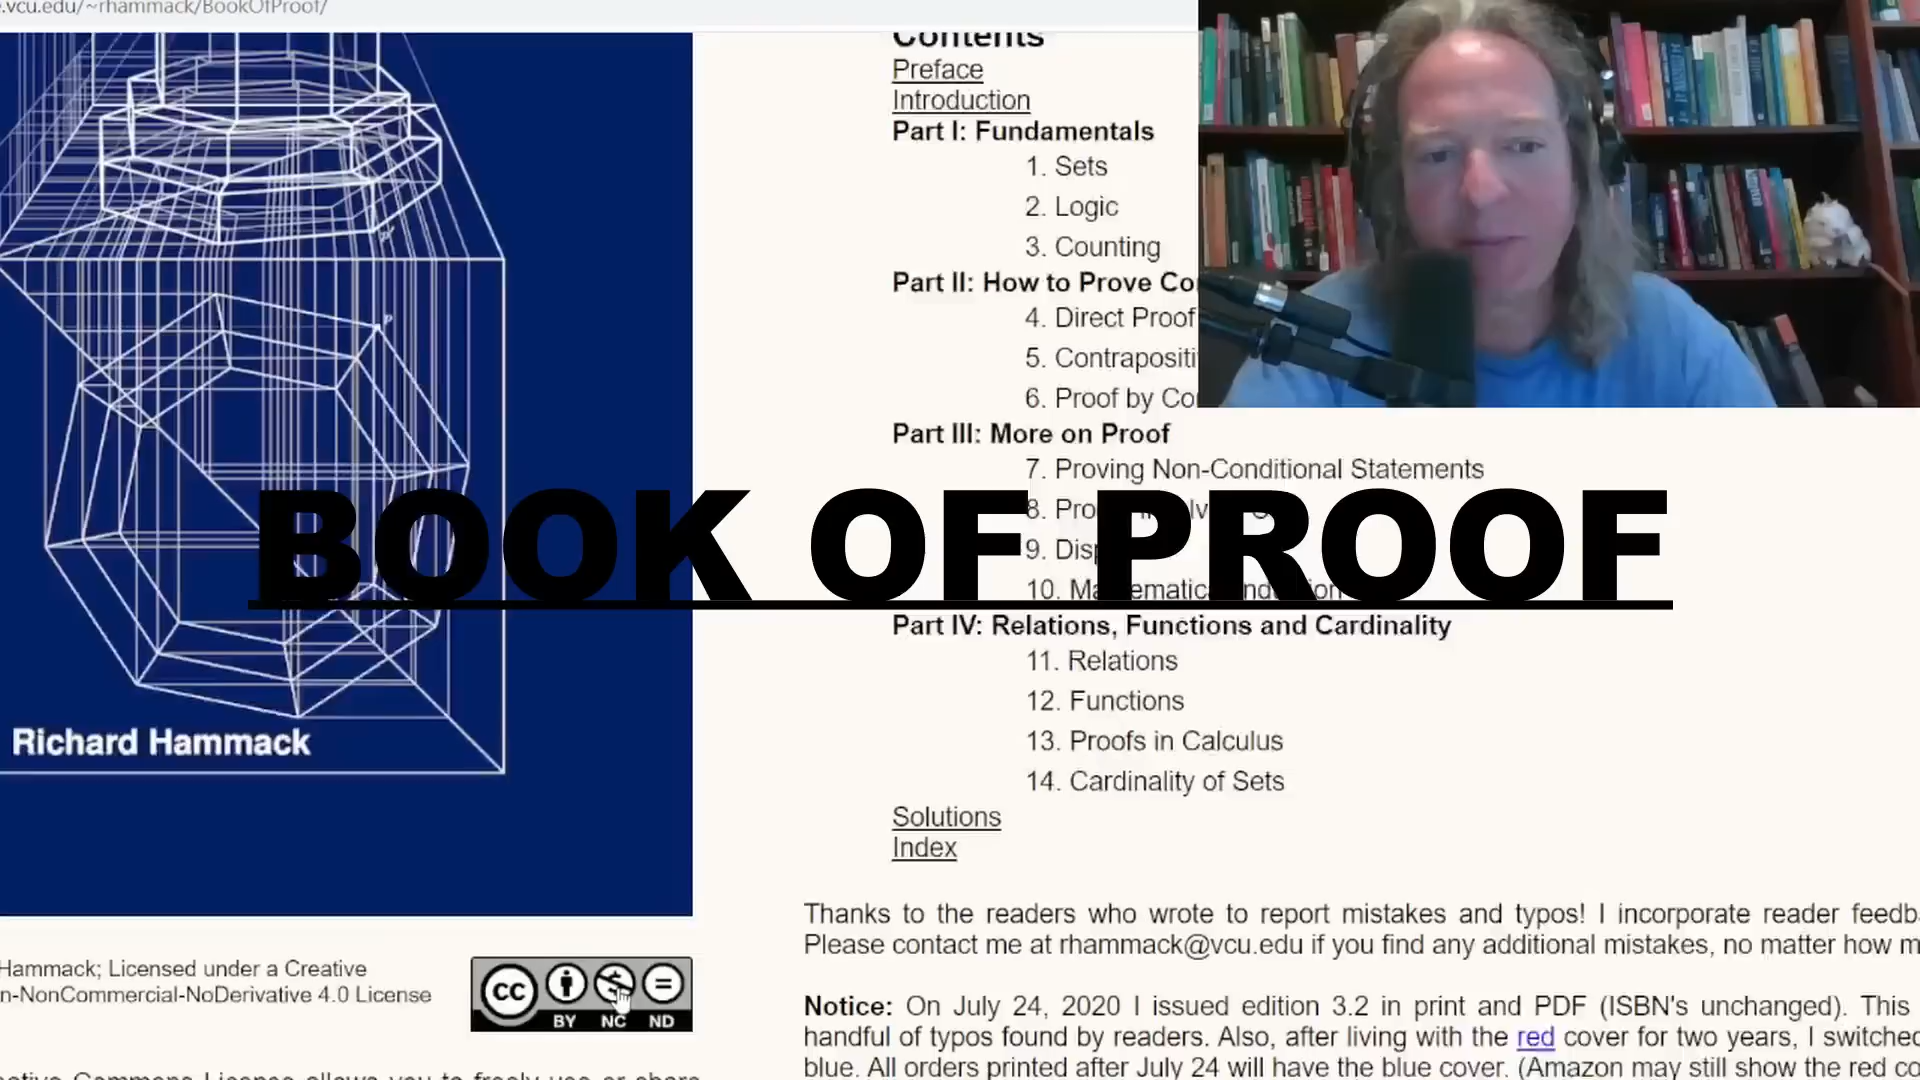 e.vcu.edu/~rhammack/BookOfProof/
Contents
Preface
Introduction
Part I: Fundamentals
1. Sets
2. Logic
3. Counting
Part II: How to Prove Co
4. Direct Proof
5. Contrapositi
6. Proof by Co
Part III: More on Proof
7. Proving Non-Conditional Statements
8.
9.
BOOK OF PROOF
10.
Part IV: Relations, Functions and Cardinality
11. Relations
12. Functions
13. Proofs in Calculus
14. Cardinality of Sets
Solutions
Index
Richard Hammack
Hammack; Licensed under a Creative
n-NonCommercial-NoDerivative 4.0 License
CC
BY NC ND
Thanks to the readers who wrote to report mistakes and typos! I incorporate reader feedb
Please contact me at rhammack@vcu.edu if you find any additional mistakes, no matter how m
Notice: On July 24, 2020 I issued edition 3.2 in print and PDF (ISBN's unchanged). This
handful of typos found by readers. Also, after living with the red cover for two years, I switched
blue. All orders printed after July 24 will have the blue cover. (Amazon may still show the red co